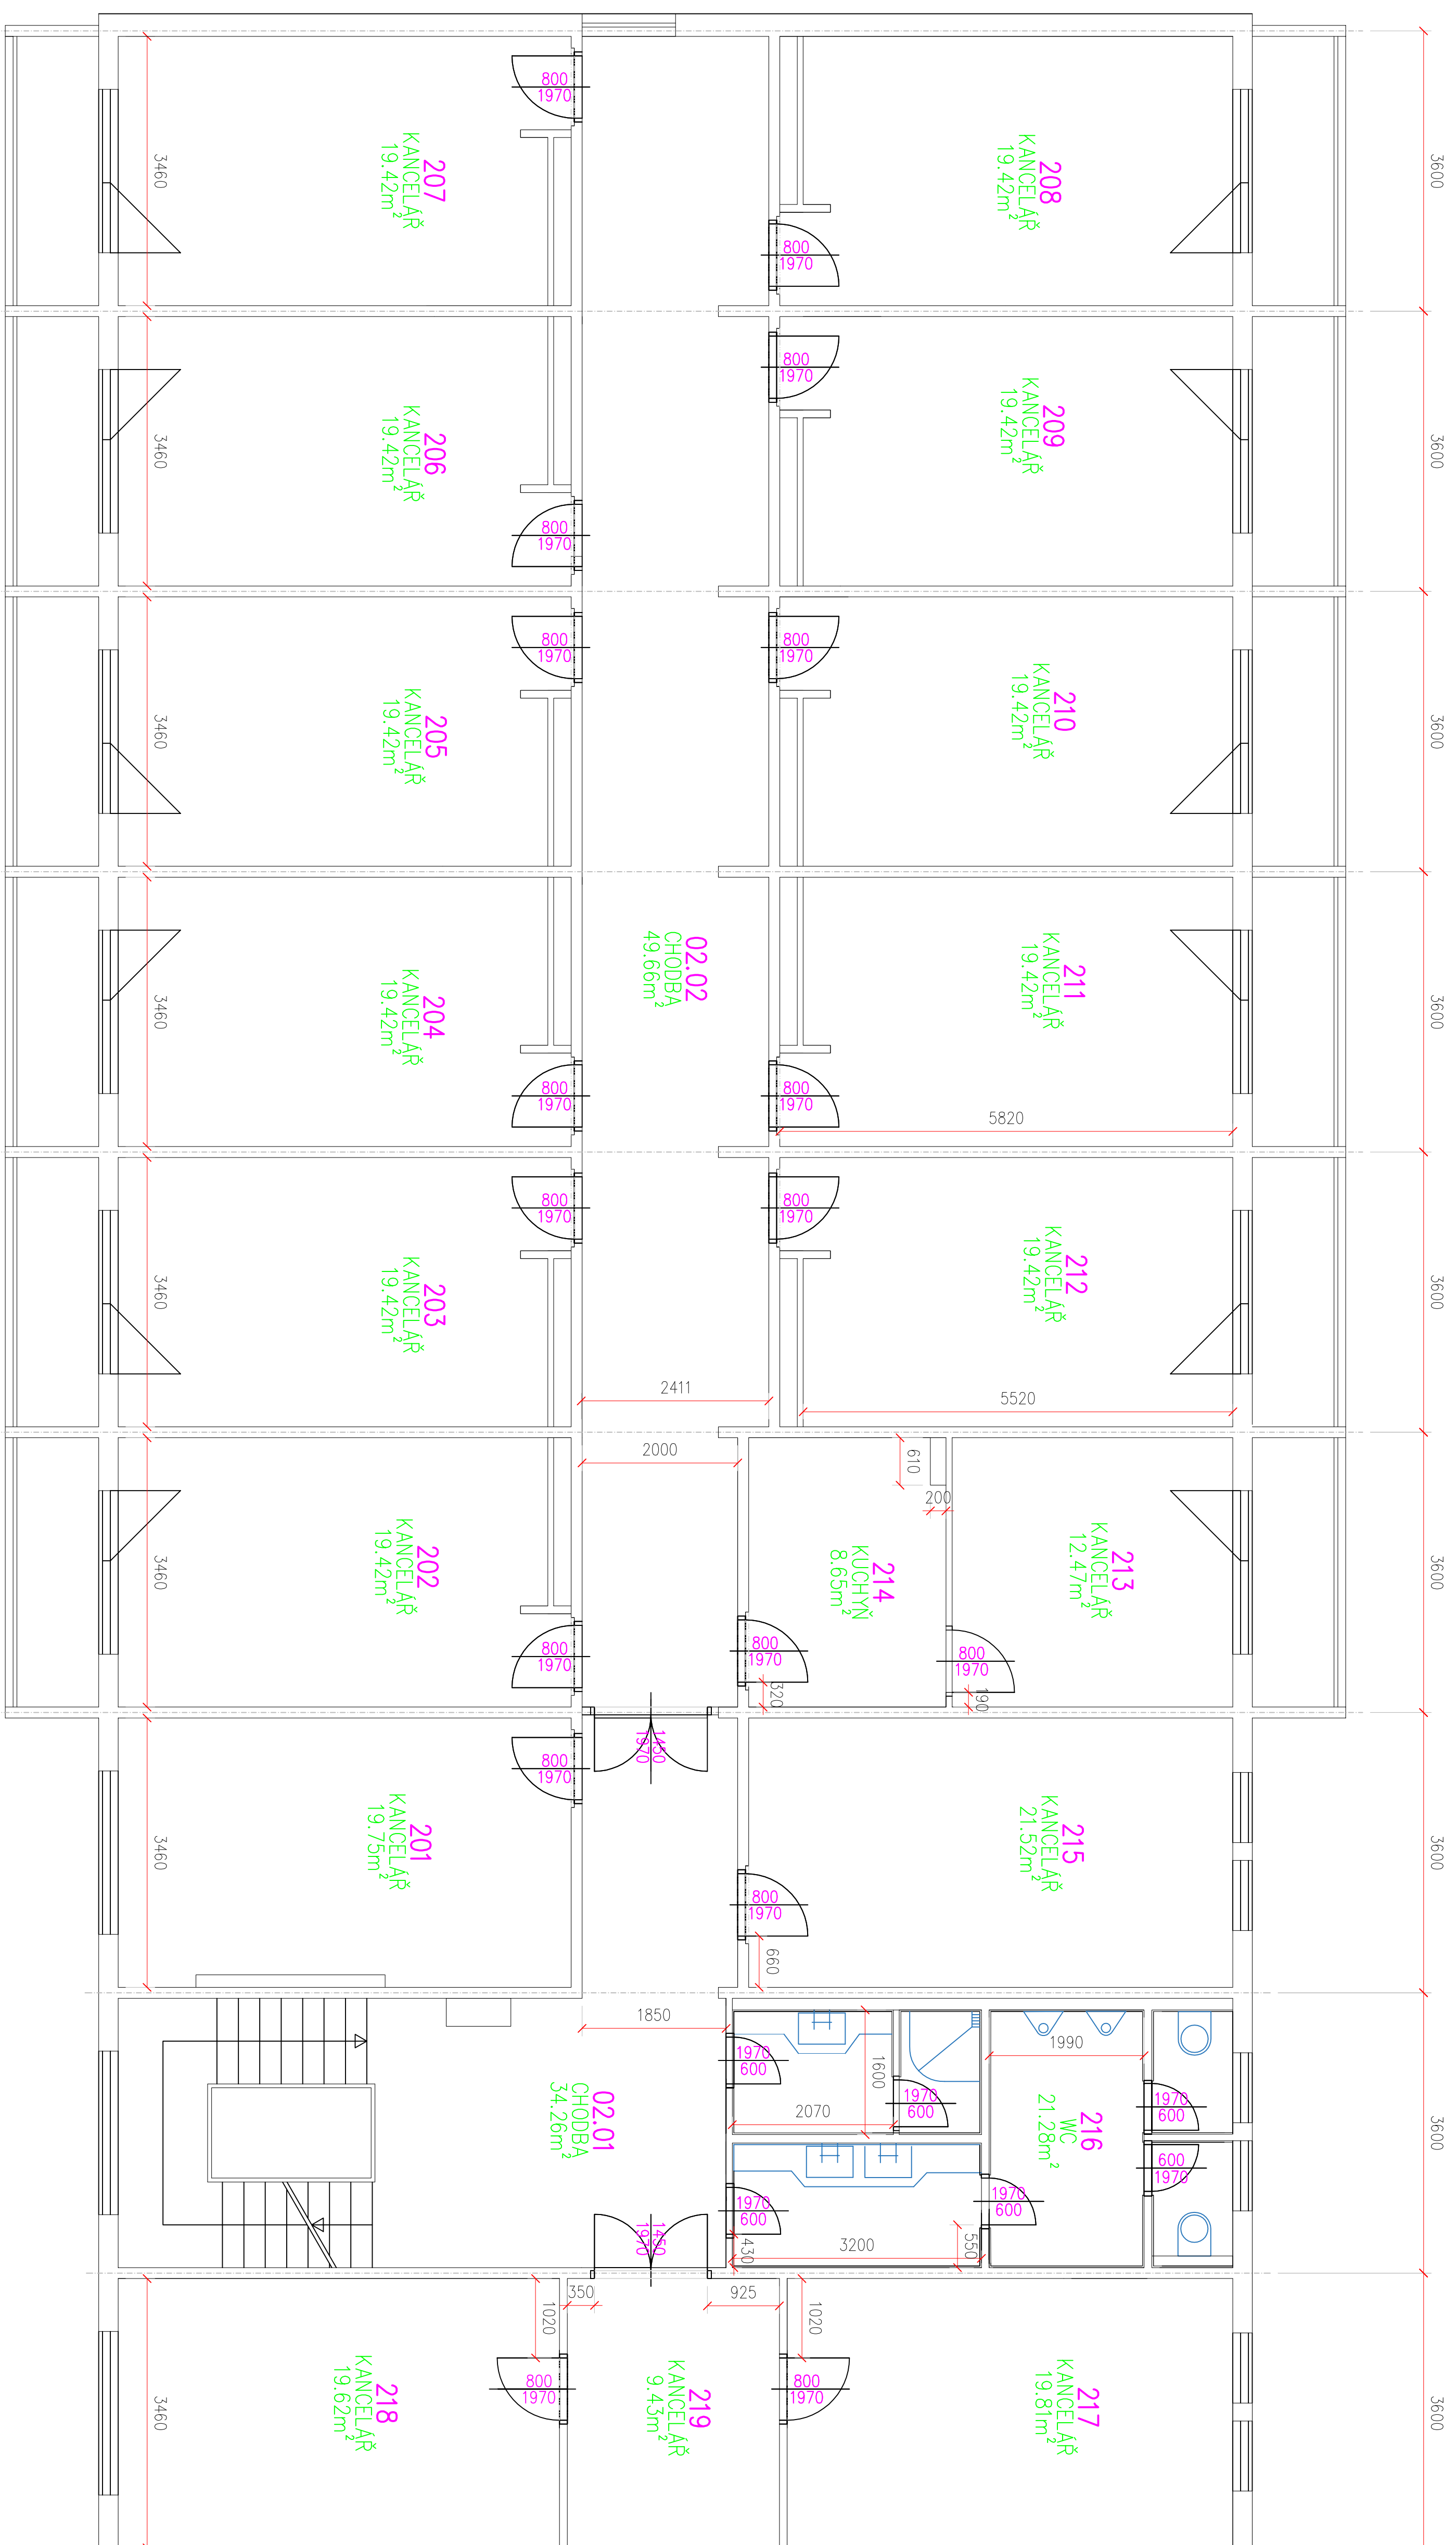 207
KANCELÁŘ
19.42m²
800
1970
3460
208
KANCELÁŘ
19.42m²
800
1970
3600
206
KANCELÁŘ
19.42m²
800
1970
3460
209
KANCELÁŘ
19.42m²
800
1970
3600
205
KANCELÁŘ
19.42m²
800
1970
3460
210
KANCELÁŘ
19.42m²
800
1970
3600
204
KANCELÁŘ
19.42m²
800
1970
3460
02.02
CHODBA
49.66m²
211
KANCELÁŘ
19.42m²
800
1970
5820
3600
203
KANCELÁŘ
19.42m²
800
1970
3460
2411
212
KANCELÁŘ
19.42m²
800
1970
5520
3600
202
KANCELÁŘ
19.42m²
800
1970
3460
2000
214
KUCHYŇ
8.65m²
800
1970
320
610
200
213
KANCELÁŘ
12.47m²
800
1970
190
3600
1450
1970
201
KANCELÁŘ
19.75m²
800
1970
3460
215
KANCELÁŘ
21.52m²
800
1970
660
3600
1850
02.01
CHODBA
34.26m²
1450
1970
216
WC
21.28m²
1970
600
1600
2070
1970
600
1990
1970
600
600
1970
1970
600
1970
600
430
3200
550
3600
218
KANCELÁŘ
19.62m²
800
1970
1020
350
3460
219
KANCELÁŘ
9.43m²
925
217
KANCELÁŘ
19.81m²
800
1970
1020
3600